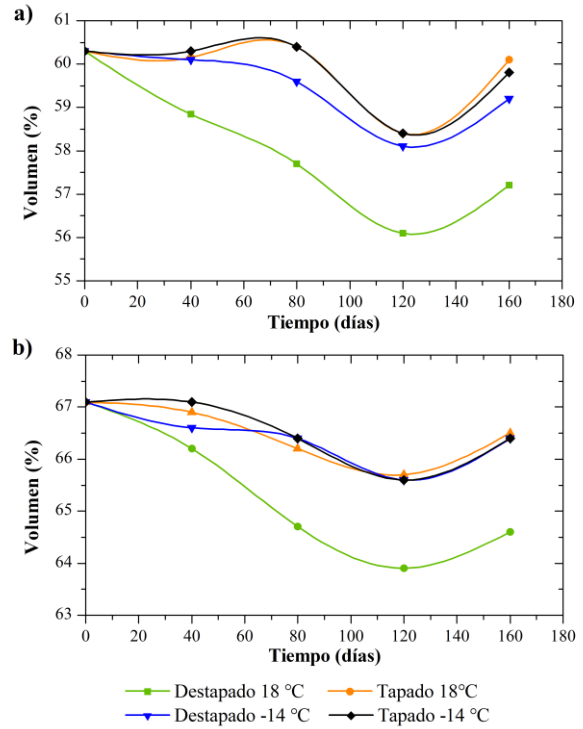 a)
61
60
59
58
57
56
55
Volumen (%)
0 20 40 60 80 100 120 140 160 180
Tiempo (días)
b)
68
67
66
65
64
63
Volumen (%)
0 20 40 60 80 100 120 140 160 180
Tiempo (días)
Destapado 18 °C Tapado 18°C
Destapado -14 °C Tapado -14 °C